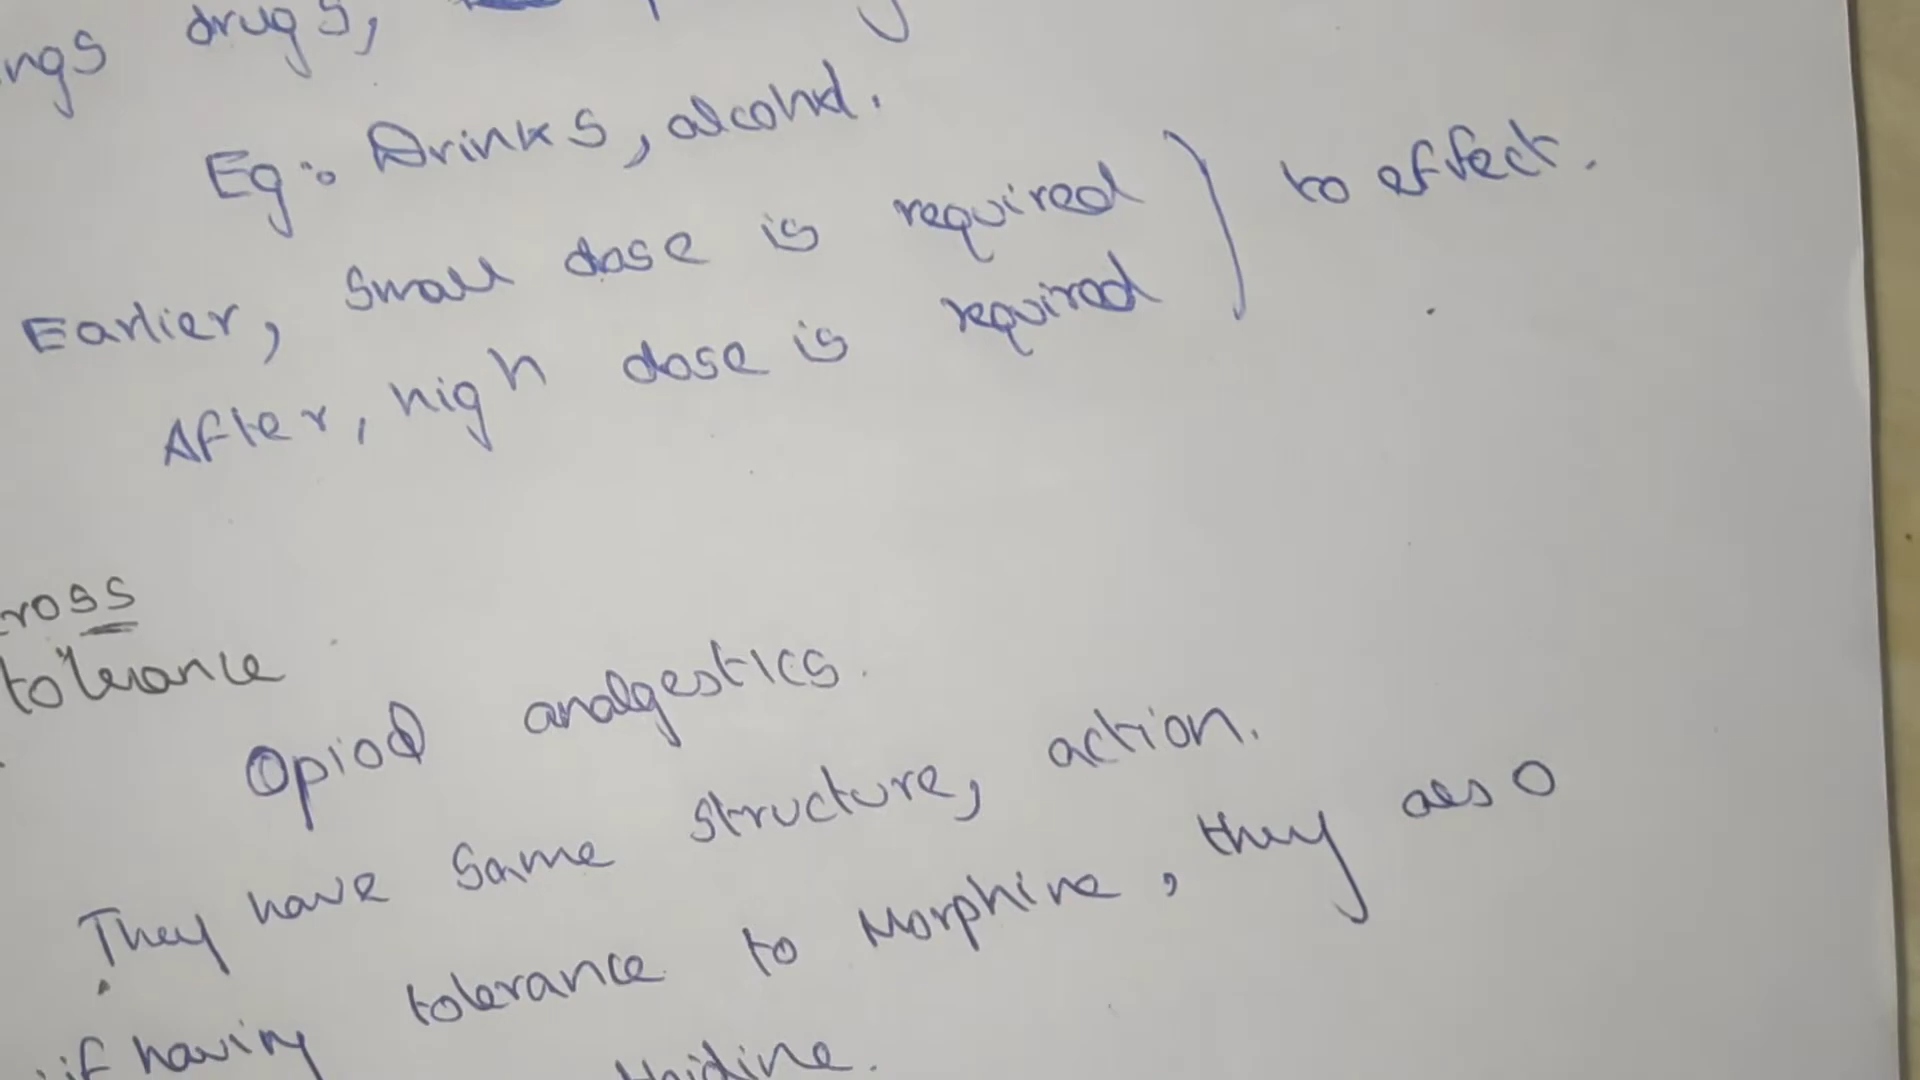 drugs,
Eg:. Drinks, alcohol.
Earlier, small dose is required
to effect.
After, high dose is required
ross
tolerance
Opiod analgestics.
They have same structure, action.
if having tolerance to Morphine, they also